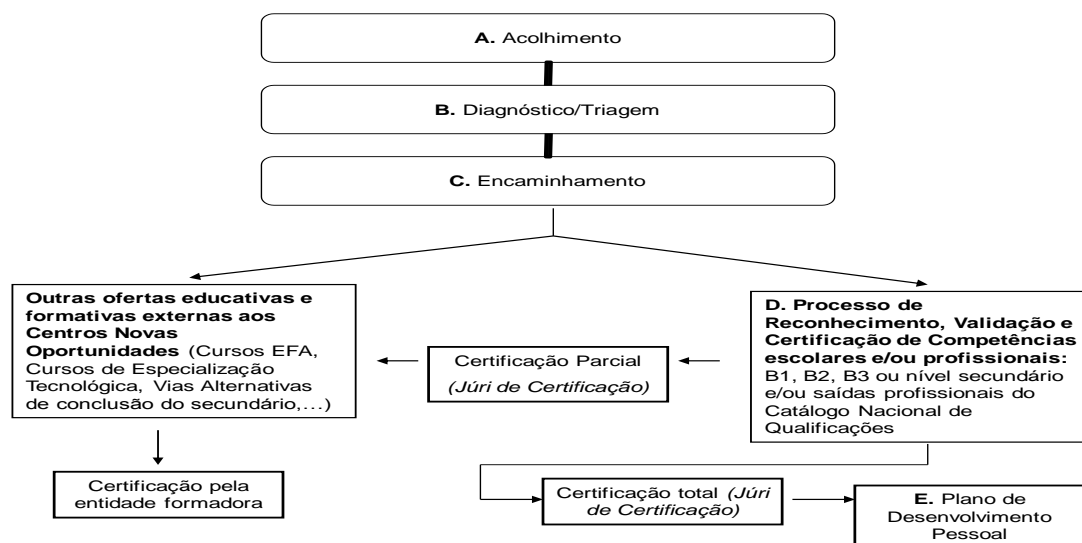 A. Acolhimento
B. Diagnóstico/Triagem
C. Encaminhamento
Outras ofertas educativas e
formativas externas aos
Centros Novas
Oportunidades (Cursos EFA,
Cursos de Especialização
Tecnológica, Vias Alternativas
de conclusão do secundário,…)
Certificação Parcial
(Júri de Certificação)
D. Processo de
Reconhecimento, Validação e
Certificação de Competências
escolares e/ou profissionais:
B1, B2, B3 ou nível secundário
e/ou saídas profissionais do
Catálogo Nacional de
Qualificações
Certificação pela
entidade formadora
Certificação total (Júri
de Certificação)
E. Plano de
Desenvolvimento
Pessoal